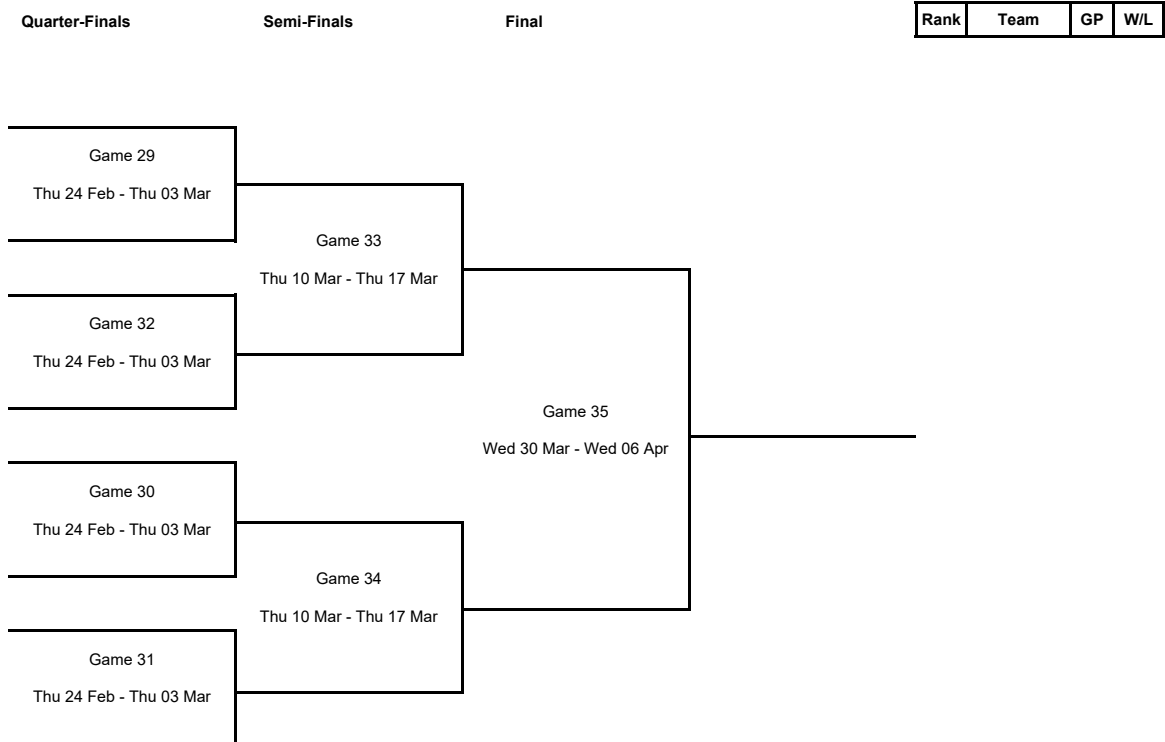 Quarter-Finals Semi-Finals Final Rank Team GP W/L
Game 29
Thu 24 Feb - Thu 03 Mar
Game 33
Thu 10 Mar - Thu 17 Mar
Game 32
Thu 24 Feb - Thu 03 Mar
Game 35
Wed 30 Mar - Wed 06 Apr
Game 30
Thu 24 Feb - Thu 03 Mar
Game 34
Thu 10 Mar - Thu 17 Mar
Game 31
Thu 24 Feb - Thu 03 Mar